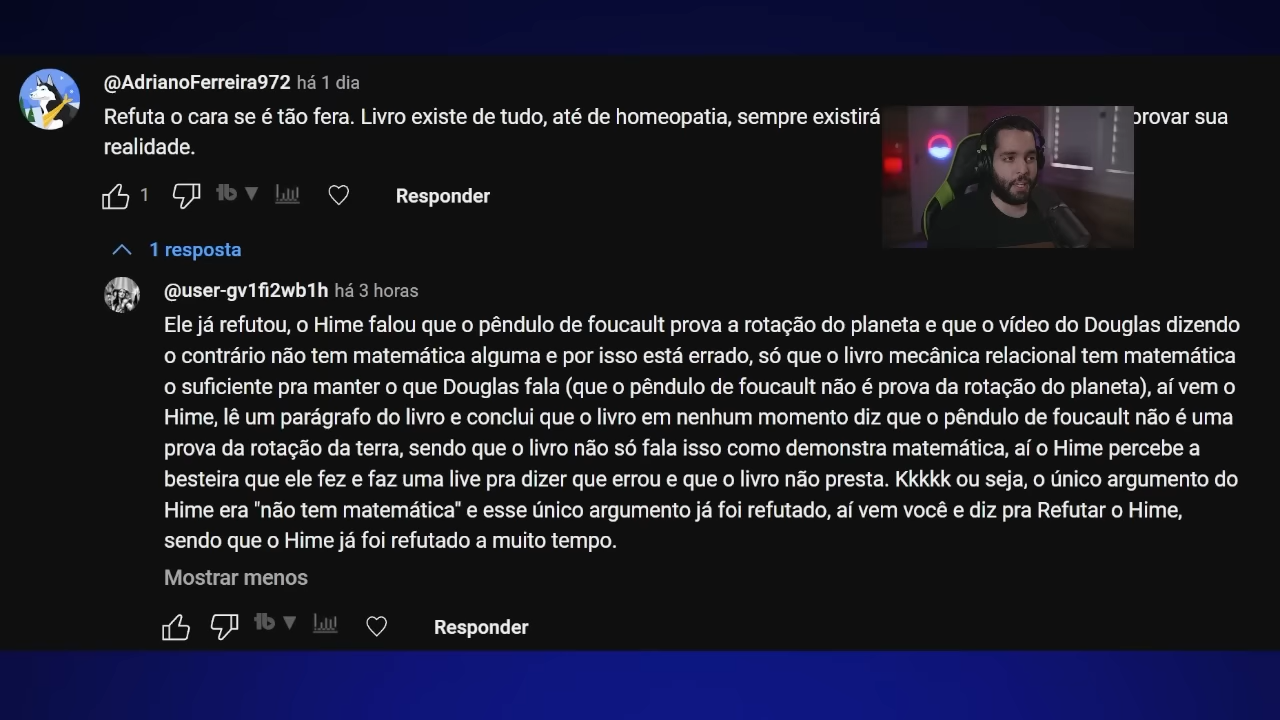 @AdrianoFerreira972 há 1 dia
Refuta o cara se é tão fera. Livro existe de tudo, até de homeopatia, sempre existirá provar sua
realidade.
1 Responder
1 resposta
@user-gv1fi2wb1h há 3 horas
Ele já refutou, o Hime falou que o pêndulo de foucault prova a rotação do planeta e que o vídeo do Douglas dizendo
o contrário não tem matemática alguma e por isso está errado, só que o livro mecânica relacional tem matemática
o suficiente pra manter o que Douglas fala (que o pêndulo de foucault não é prova da rotação do planeta), aí vem o
Hime, lê um parágrafo do livro e conclui que o livro em nenhum momento diz que o pêndulo de foucault não é uma
prova da rotação da terra, sendo que o livro não só fala isso como demonstra matemática, aí o Hime percebe a
besteira que ele fez e faz uma live pra dizer que errou e que o livro não presta. Kkkkk ou seja, o único argumento do
Hime era "não tem matemática" e esse único argumento já foi refutado, aí vem você e diz pra Refutar o Hime,
sendo que o Hime já foi refutado a muito tempo.
Mostrar menos
Responder